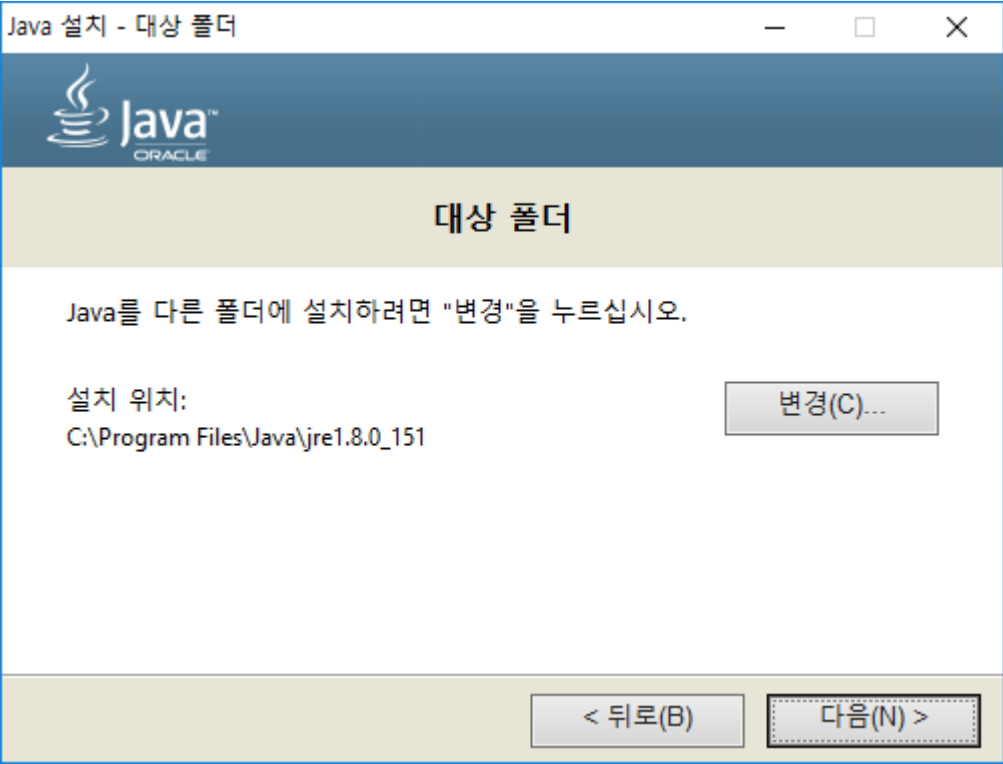 Java 설치 - 대상 폴더
Java™
ORACLE
대상 폴더
Java를 다른 폴더에 설치하려면 "변경"을 누르십시오.
설치 위치:
변경(C)...
C:\Program Files\Java\jre1.8.0_151
< 뒤로(B)
다음(N) >